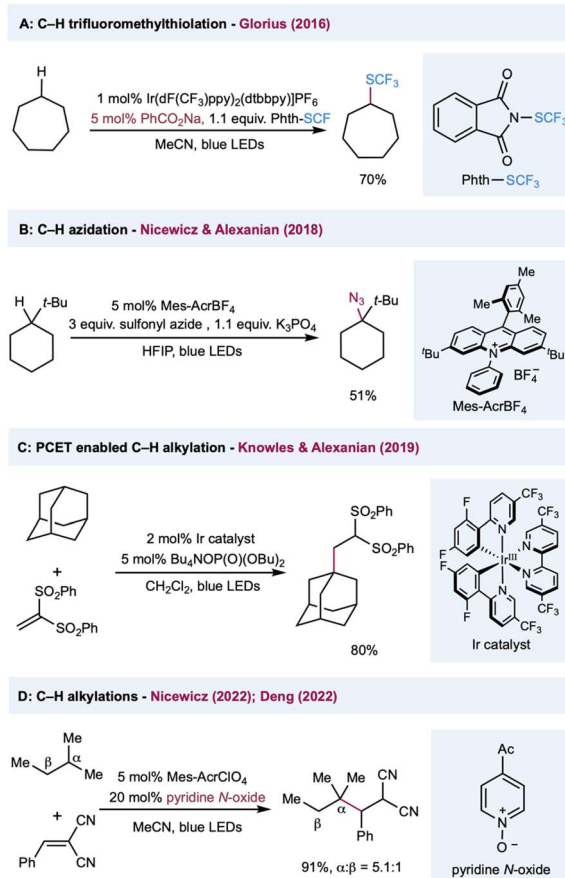 A: C–H trifluoromethylthiolation - Glorius (2016)
H
1 mol% Ir(dF(CF3)ppy)2(dtbbpy)]PF6
5 mol% PhCO2Na, 1.1 equiv. Phth-SCF
MeCN, blue LEDs
SCF3
70%
O
N
SCF3
O
Phth—SCF3
B: C–H azidation - Nicewicz & Alexanian (2018)
H
t-Bu
5 mol% Mes-AcrBF4
3 equiv. sulfonyl azide , 1.1 equiv. K3PO4
HFIP, blue LEDs
N3
t-Bu
51%
Me
Me
Me
tBu
N+
tBu
BF4−
Mes-AcrBF4
C: PCET enabled C–H alkylation - Knowles & Alexanian (2019)
+
SO2Ph
SO2Ph
2 mol% Ir catalyst
5 mol% Bu4NOP(O)(OBu)2
CH2Cl2, blue LEDs
SO2Ph
SO2Ph
80%
CF3
F
CF3
N
F
N
IrIII
F
N
N
CF3
F
CF3
Ir catalyst
D: C–H alkylations - Nicewicz (2022); Deng (2022)
Me
Me
β
α
Me
+
CN
Ph
CN
5 mol% Mes-AcrClO4
20 mol% pyridine N-oxide
MeCN, blue LEDs
Me
Me
CN
Me
α
CN
β
Ph
91%, α:β = 5.1:1
Ac
N+
O−
pyridine N-oxide